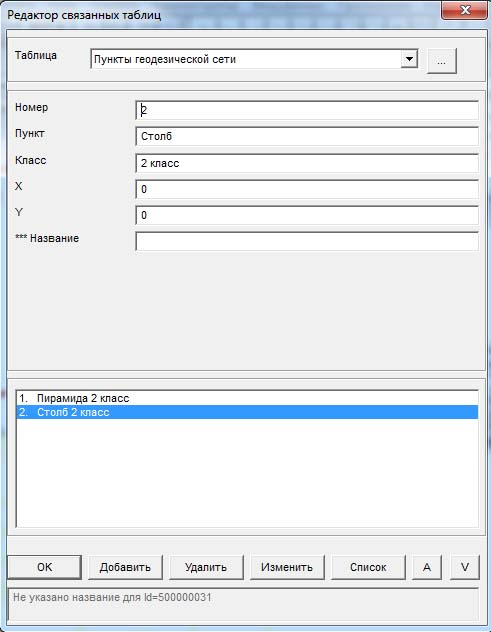 Редактор связанных таблиц
Таблица Пункты геодезической сети ...
Номер 2
Пункт Столб
Класс 2 класс
X 0
Y 0
*** Название
1. Пирамида 2 класс
2. Столб 2 класс
OK Добавить Удалить Изменить Список A V
Не указано название для Id=500000031